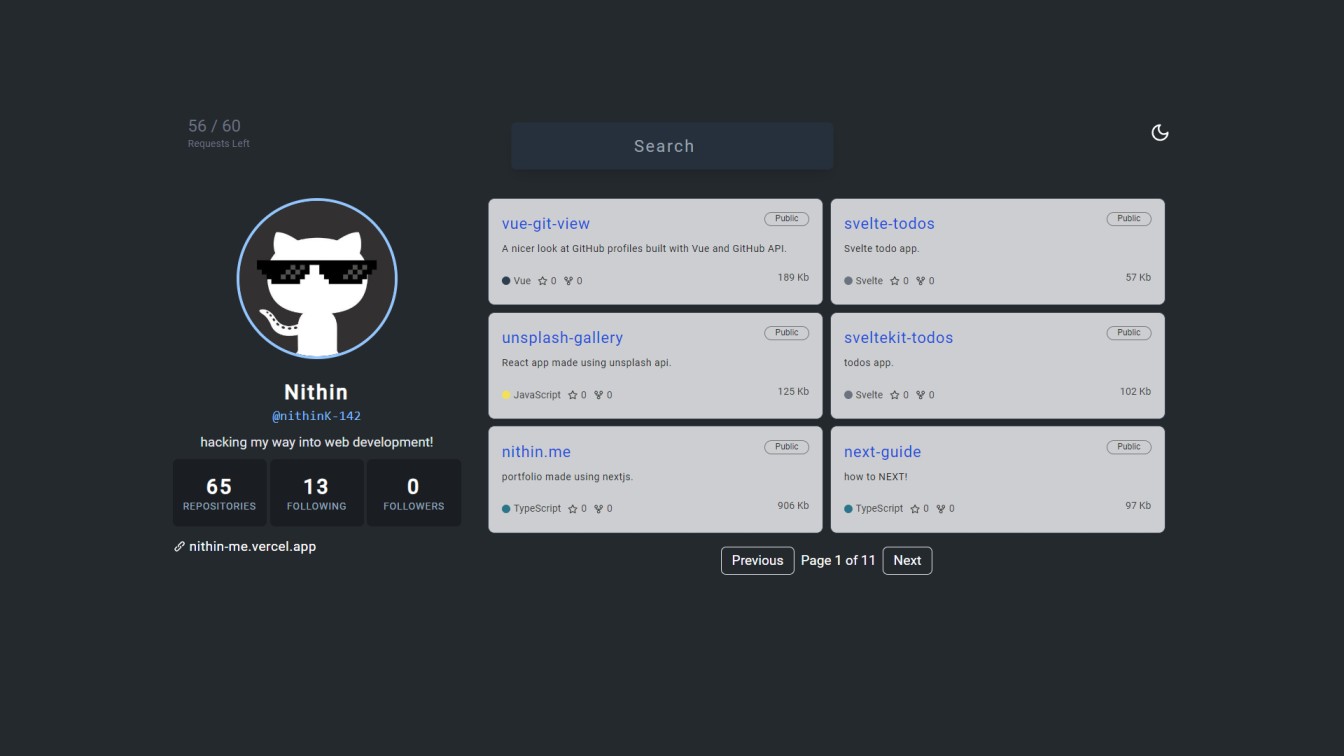 56 / 60
Requests Left
Search
Nithin
@nithinK-142
hacking my way into web development!
65
REPOSITORIES
13
FOLLOWING
0
FOLLOWERS
nithin-me.vercel.app
vue-git-view
Public
A nicer look at GitHub profiles built with Vue and GitHub API.
Vue 0 0 189 Kb
svelte-todos
Public
Svelte todo app.
Svelte 0 0 57 Kb
unsplash-gallery
Public
React app made using unsplash api.
JavaScript 0 0 125 Kb
sveltekit-todos
Public
todos app.
Svelte 0 0 102 Kb
nithin.me
Public
portfolio made using nextjs.
TypeScript 0 0 906 Kb
next-guide
Public
how to NEXT!
TypeScript 0 0 97 Kb
Previous Page 1 of 11 Next